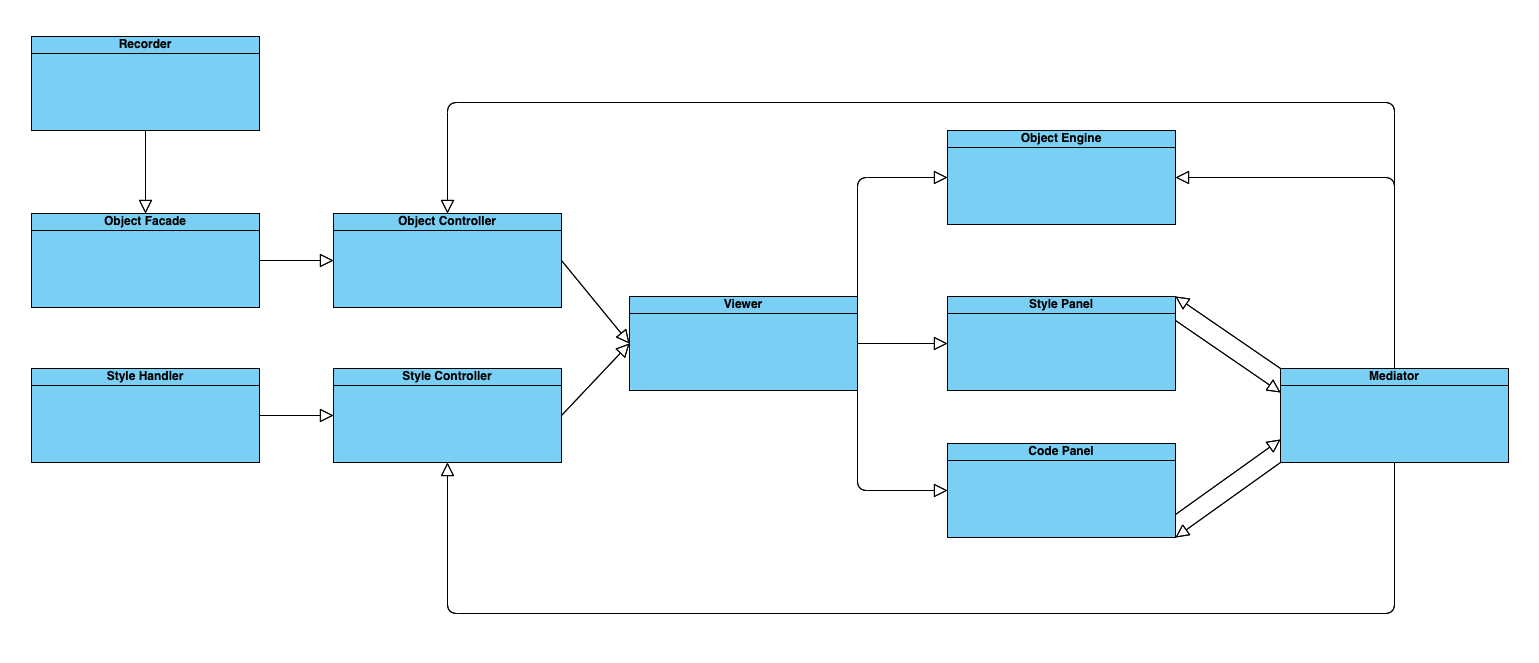 Recorder
Object Engine
Object Facade
Object Controller
Viewer
Style Panel
Style Handler
Style Controller
Mediator
Code Panel